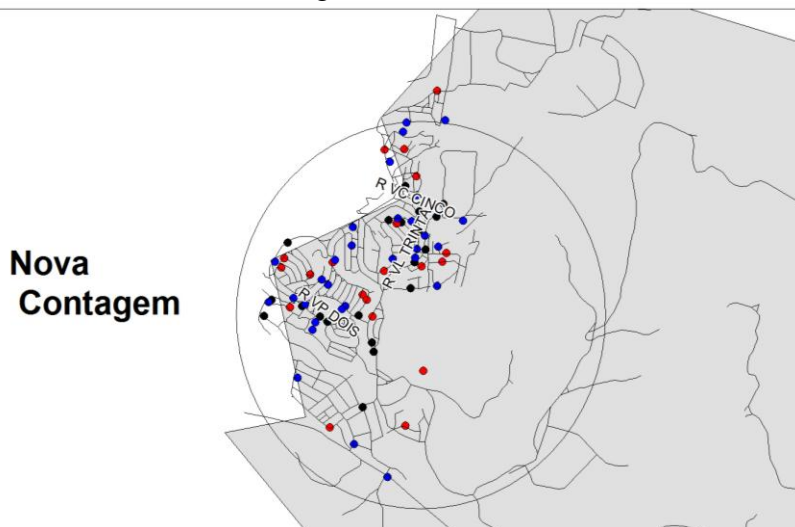 Nova
Contagem
R VC CINCO
R VL TRINTA
R VP DOIS